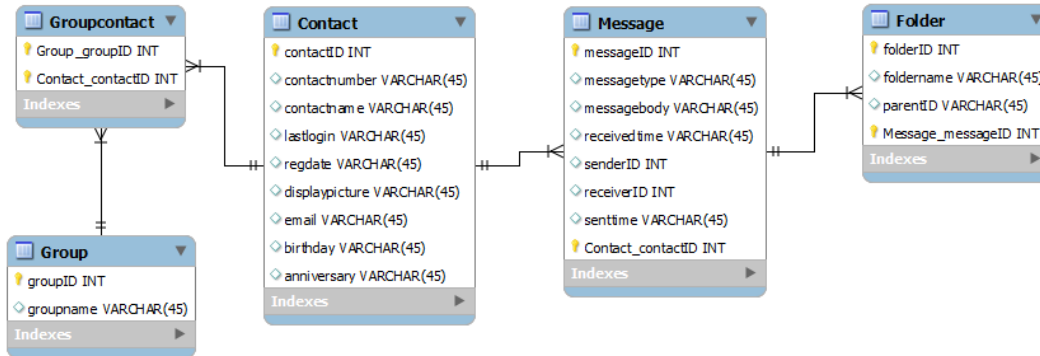 Groupcontact
Group_groupID INT
Contact_contactID INT
Indexes
Group
groupID INT
groupname VARCHAR(45)
Indexes
Contact
contactID INT
contactnumber VARCHAR(45)
contactname VARCHAR(45)
lastlogin VARCHAR(45)
regdate VARCHAR(45)
displaypicture VARCHAR(45)
email VARCHAR(45)
birthday VARCHAR(45)
anniversary VARCHAR(45)
Indexes
Message
messageID INT
messagetype VARCHAR(45)
messagebody VARCHAR(45)
receivedtime VARCHAR(45)
senderID INT
receiverID INT
senttime VARCHAR(45)
Contact_contactID INT
Indexes
Folder
folderID INT
foldername VARCHAR(45)
parentID VARCHAR(45)
Message_messageID INT
Indexes